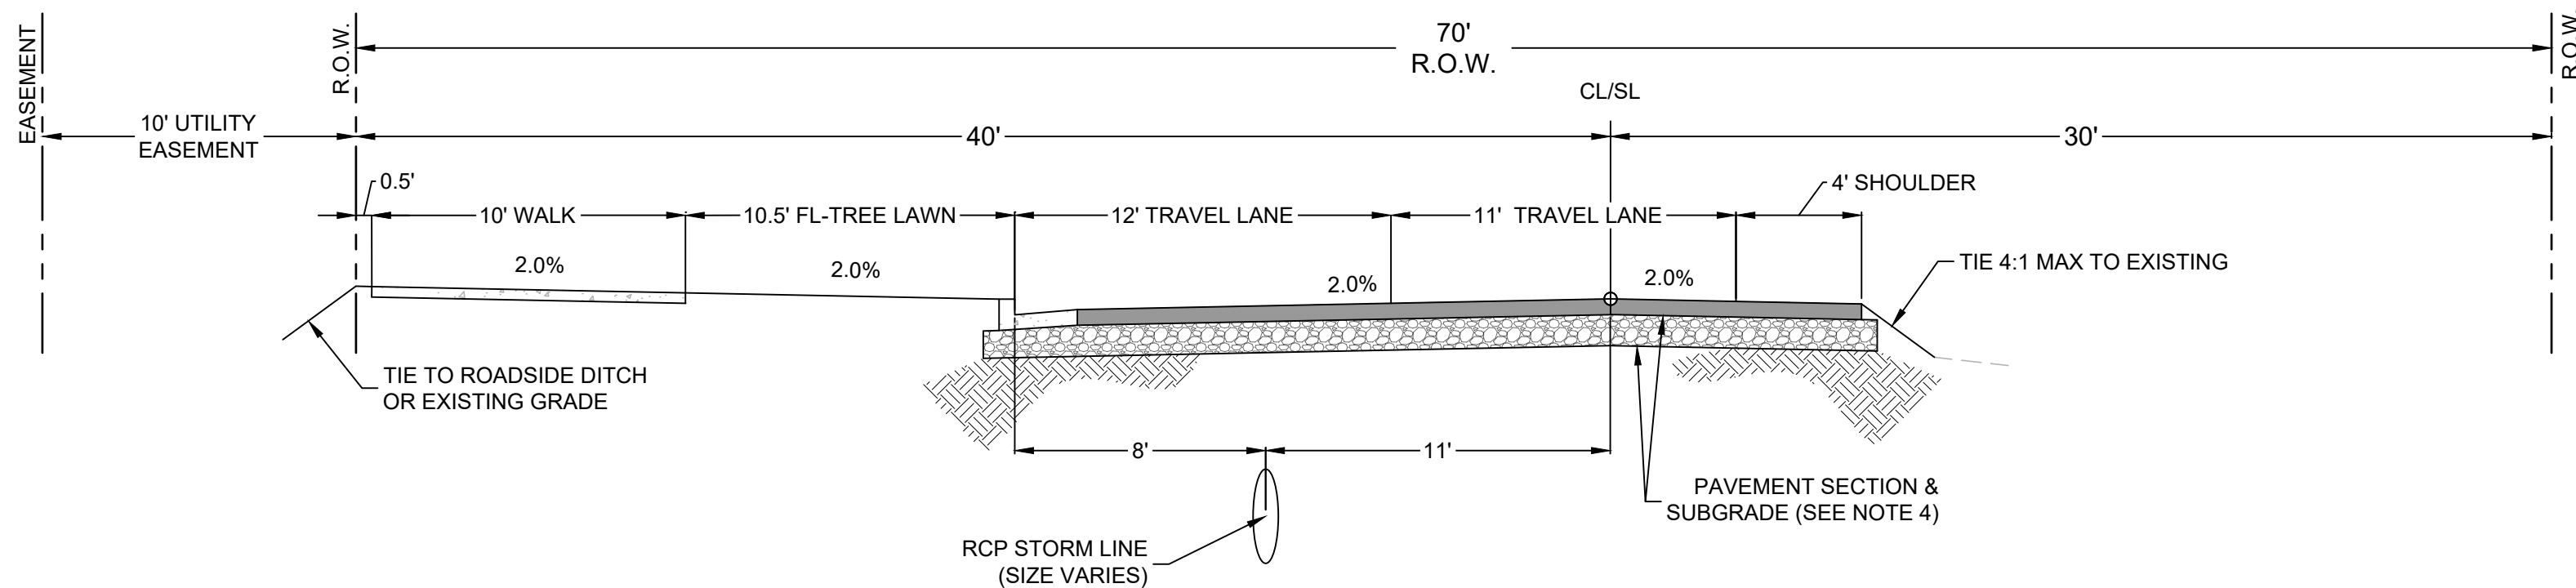 EASEMENT
R.O.W.
70'
R.O.W.
R.O.W.
CL/SL
10' UTILITY
EASEMENT
40'
30'
0.5'
10' WALK
10.5' FL-TREE LAWN
12' TRAVEL LANE
11' TRAVEL LANE
4' SHOULDER
2.0%
2.0%
2.0%
2.0%
TIE 4:1 MAX TO EXISTING
TIE TO ROADSIDE DITCH
OR EXISTING GRADE
8'
11'
PAVEMENT SECTION &
SUBGRADE (SEE NOTE 4)
RCP STORM LINE
(SIZE VARIES)